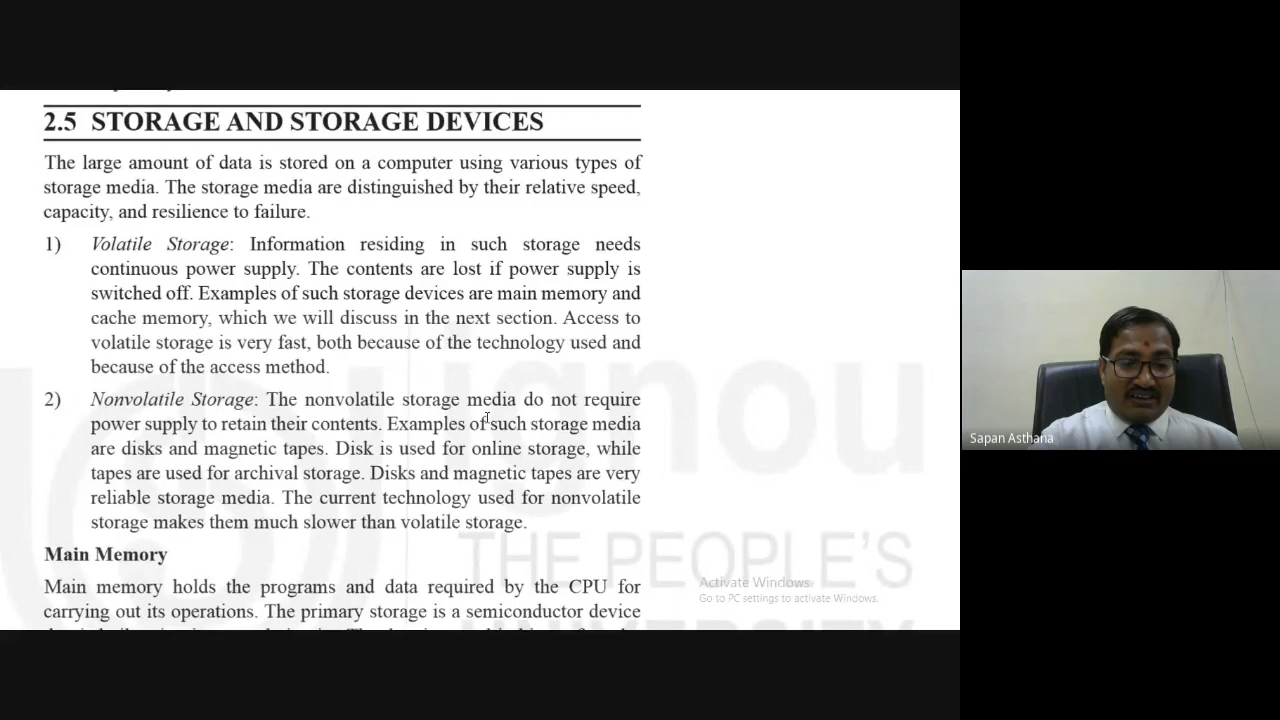 2.5 STORAGE AND STORAGE DEVICES
The large amount of data is stored on a computer using various types of
storage media. The storage media are distinguished by their relative speed,
capacity, and resilience to failure.
1) Volatile Storage: Information residing in such storage needs
continuous power supply. The contents are lost if power supply is
switched off. Examples of such storage devices are main memory and
cache memory, which we will discuss in the next section. Access to
volatile storage is very fast, both because of the technology used and
because of the access method.
2) Nonvolatile Storage: The nonvolatile storage media do not require
power supply to retain their contents. Examples of such storage media
are disks and magnetic tapes. Disk is used for online storage, while
tapes are used for archival storage. Disks and magnetic tapes are very
reliable storage media. The current technology used for nonvolatile
storage makes them much slower than volatile storage.
Main Memory
Main memory holds the programs and data required by the CPU for
carrying out its operations. The primary storage is a semiconductor device
ignou
THE PEOPLE'S
UNIVERSITY
Activate Windows
Go to PC settings to activate Windows.
Sapan Asthana